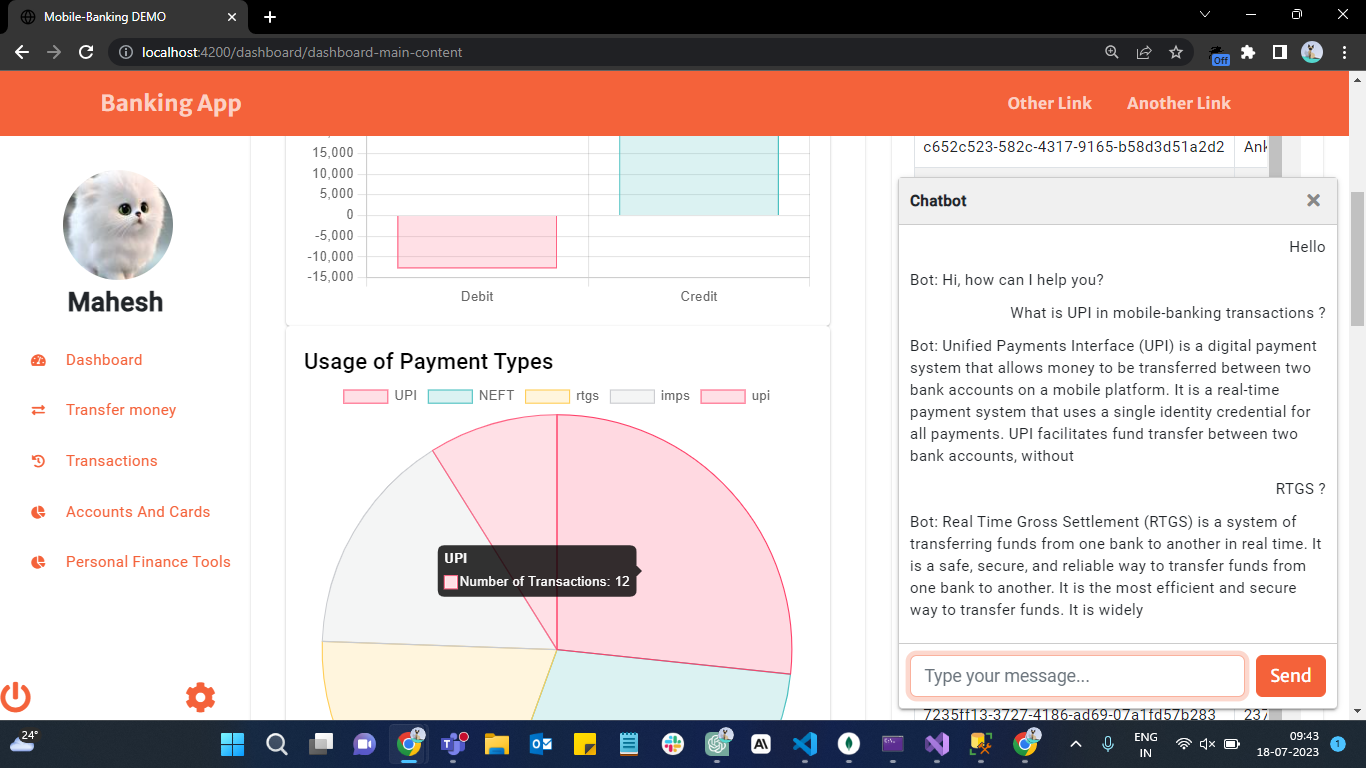 Mobile-Banking DEMO
localhost:4200/dashboard/dashboard-main-content
Off
Banking App
Other Link
Another Link
Mahesh
Dashboard
Transfer money
Transactions
Accounts And Cards
Personal Finance Tools
15,000
10,000
5,000
0
-5,000
-10,000
-15,000
Debit
Credit
Usage of Payment Types
UPI
NEFT
rtgs
imps
upi
UPI
Number of Transactions: 12
c652c523-582c-4317-9165-b58d3d51a2d2
Chatbot
Hello
Bot: Hi, how can I help you?
What is UPI in mobile-banking transactions ?
Bot: Unified Payments Interface (UPI) is a digital payment
system that allows money to be transferred between two
bank accounts on a mobile platform. It is a real-time
payment system that uses a single identity credential for
all payments. UPI facilitates fund transfer between two
bank accounts, without
RTGS ?
Bot: Real Time Gross Settlement (RTGS) is a system of
transferring funds from one bank to another in real time. It
is a safe, secure, and reliable way to transfer funds from
one bank to another. It is the most efficient and secure
way to transfer funds. It is widely
Type your message...
Send
7235ff13-3727-4186-ad69-07a1fd57b283
237
24°
ENG
IN
09:43
18-07-2023
1